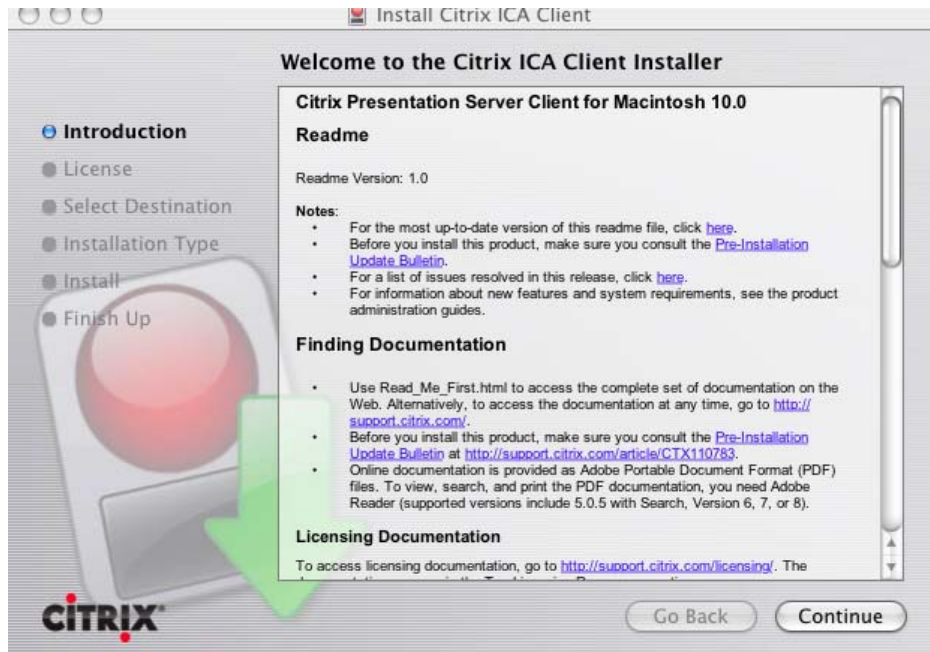 Install Citrix ICA Client
Welcome to the Citrix ICA Client Installer
Introduction
License
Select Destination
Installation Type
Install
Finish Up
Citrix Presentation Server Client for Macintosh 10.0
Readme
Readme Version: 1.0
Notes:
• For the most up-to-date version of this readme file, click here.
• Before you install this product, make sure you consult the Pre-Installation
Update Bulletin.
• For a list of issues resolved in this release, click here.
• For information about new features and system requirements, see the product
administration guides.
Finding Documentation
• Use Read_Me_First.html to access the complete set of documentation on the
Web. Alternatively, to access the documentation at any time, go to http://
support.citrix.com/.
• Before you install this product, make sure you consult the Pre-Installation
Update Bulletin at http://support.citrix.com/article/CTX110783.
• Online documentation is provided as Adobe Portable Document Format (PDF)
files. To view, search, and print the PDF documentation, you need Adobe
Reader (supported versions include 5.0.5 with Search, Version 6, 7, or 8).
Licensing Documentation
To access licensing documentation, go to http://support.citrix.com/licensing/. The
CITRIX
Go Back
Continue